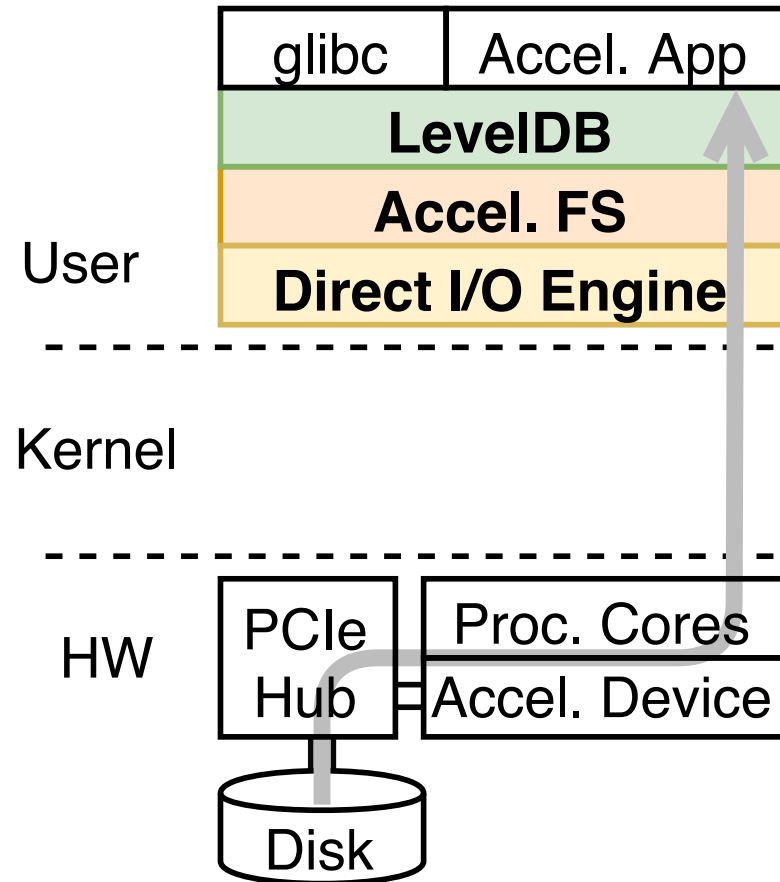 glibc
Accel. App
LevelDB
Accel. FS
User
Direct I/O Engine
Kernel
HW
PCIe
Hub
Proc. Cores
Accel. Device
Disk